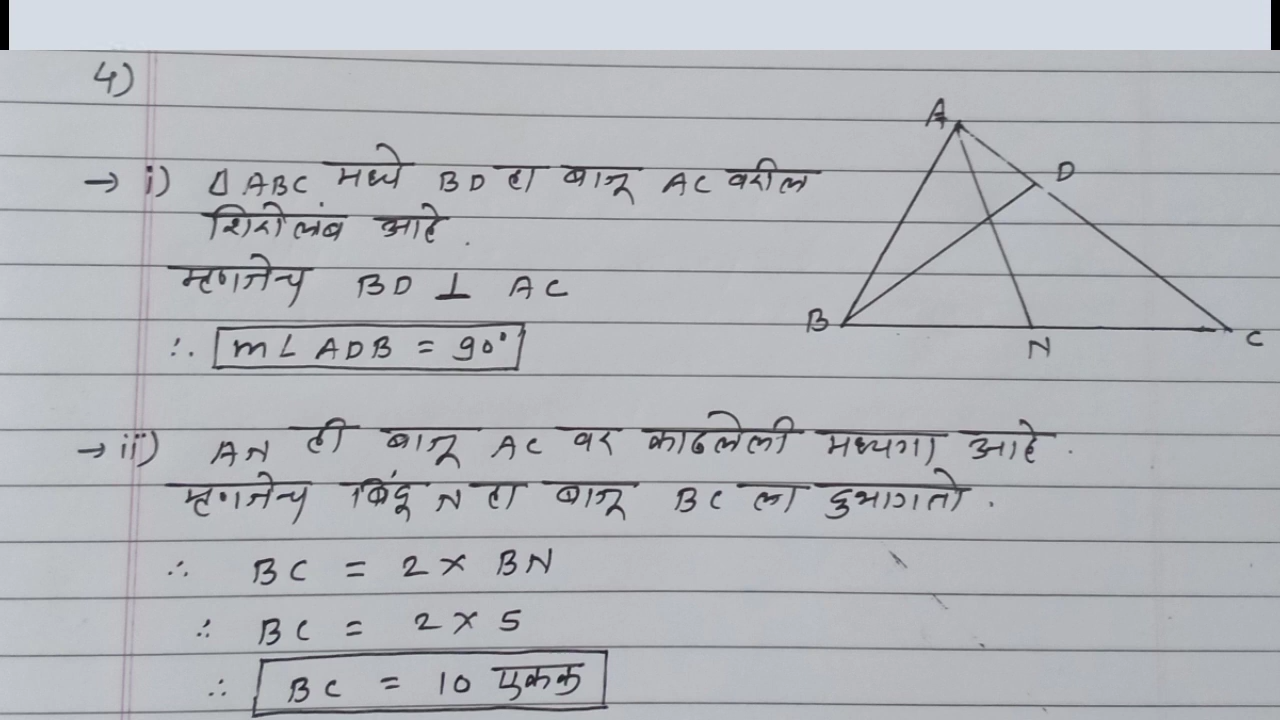 4)
→ i) Δ ABC मध्ये BD हा बाजू AC वरील
शिरोलंब आहे.
म्हणजेच BD ⊥ AC
∴ m∠ ADB = 90°
A
D
B
N
C
→ ii) AN ही बाजू AC वर काढलेली मध्यगा आहे.
म्हणजेच बिंदू N हा बाजू BC ला दुभागतो.
∴ BC = 2 × BN
∴ BC = 2 × 5
∴ BC = 10 एकक